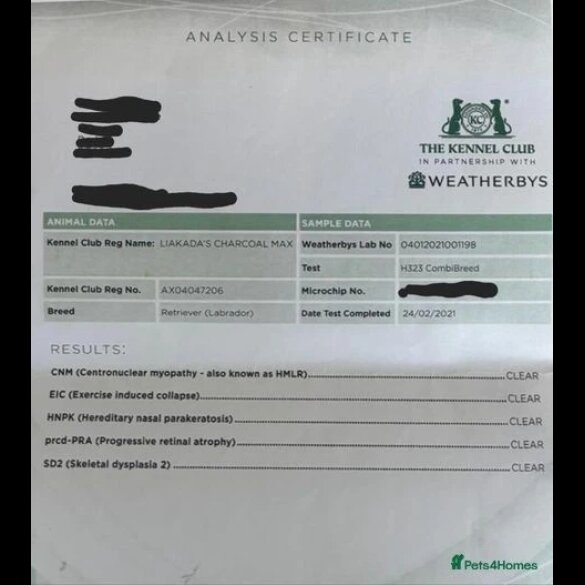 ANALYSIS CERTIFICATE
KC
THE KENNEL CLUB
IN PARTNERSHIP WITH
WEATHERBYS
ANIMAL DATA
Kennel Club Reg Name: LIAKADA'S CHARCOAL MAX
Kennel Club Reg No. AX04047206
Breed Retriever (Labrador)
SAMPLE DATA
Weatherbys Lab No 04012021001198
Test H323 CombiBreed
Microchip No.
Date Test Completed 24/02/2021
RESULTS:
CNM (Centronuclear myopathy - also known as HMLR) CLEAR
EIC (Exercise induced collapse) CLEAR
HNPK (Hereditary nasal parakeratosis) CLEAR
prcd-PRA (Progressive retinal atrophy) CLEAR
SD2 (Skeletal dysplasia 2) CLEAR
Pets4Homes